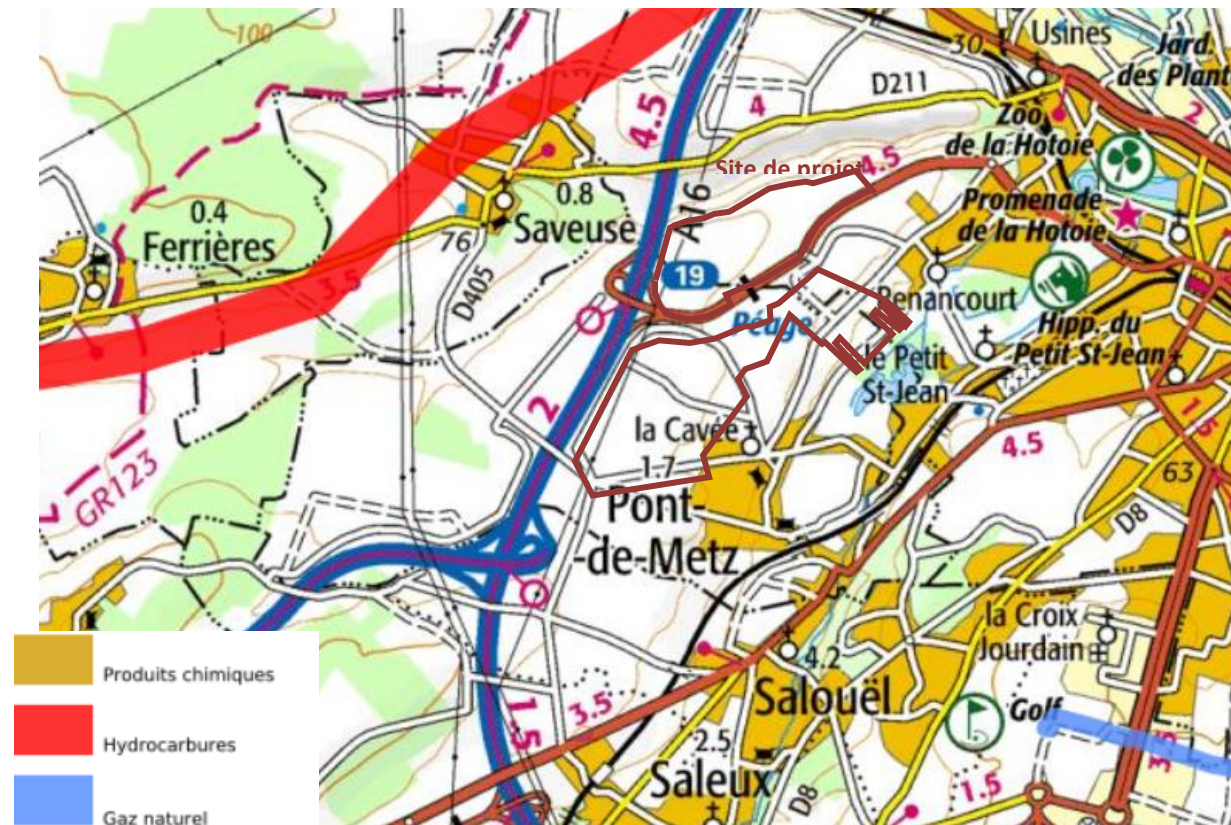 100
30
Usines
Jard.
des Plant
4.5
4
D211
2
Zoo
de la Hotoie
Site de projet
4.5
0.4
0.8
A16
Promenade
de la Hotoie
Ferrières
76
Saveuse
3.5
D405
19
Renancourt
Péage
Hipp. du
Petit St-Jean
le Petit
St-Jean
2
la Cavée
1.7
4.5
1.5
GR123
63
Pont-
-de-Metz
D8
la Croix
Jourdain
Produits chimiques
4.2
Salouël
3.5
1.5
Golf
Hydrocarbures
2.5
Saleux
D8
1.5
Gaz naturel